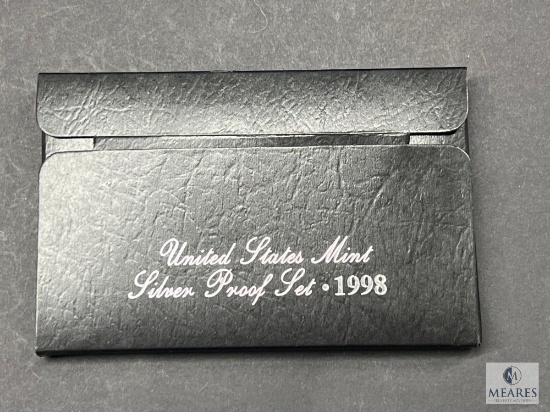 United States Mint
Silver Proof Set • 1998
M
MEARES